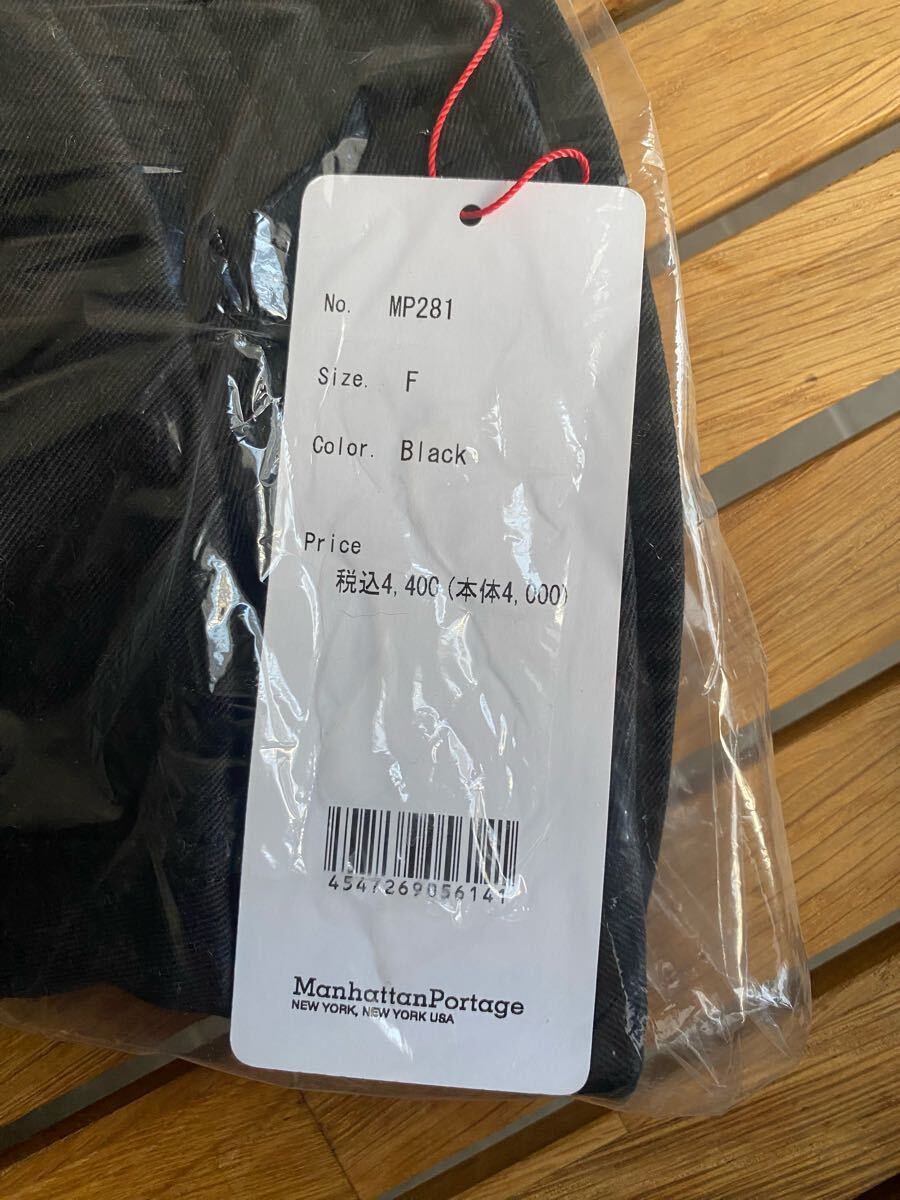 No. MP281
Size. F
Color. Black
Price
税込4,400(本体4,000)
4547269056141
ManhattanPortage
NEW YORK, NEW YORK USA